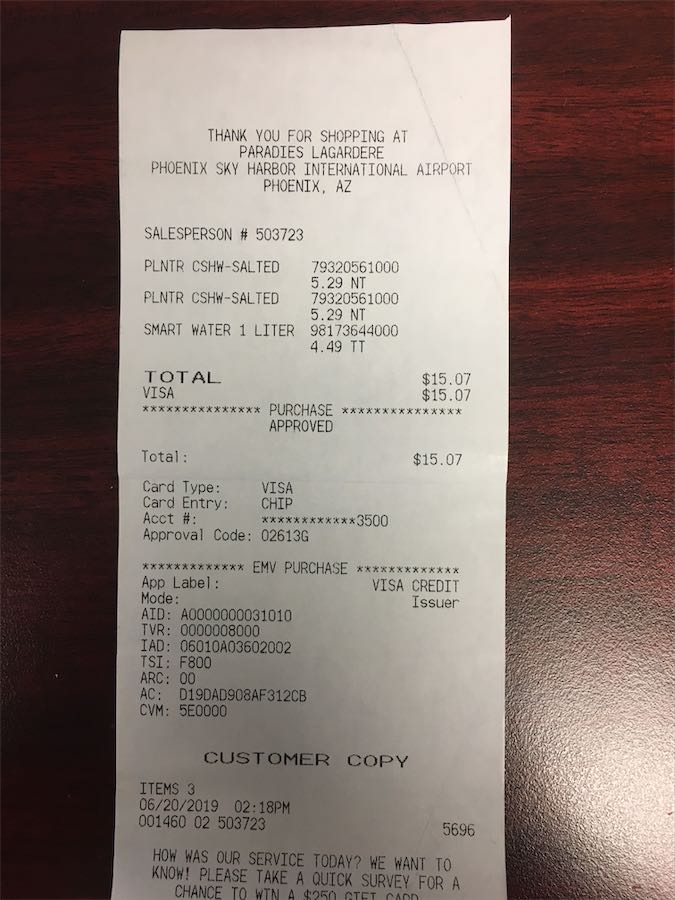 THANK YOU FOR SHOPPING AT
PARADIES LAGARDERE
PHOENIX SKY HARBOR INTERNATIONAL AIRPORT
PHOENIX, AZ
SALESPERSON # 503723
PLNTR CSHW-SALTED 79320561000
5.29 NT
PLNTR CSHW-SALTED 79320561000
5.29 NT
SMART WATER 1 LITER 98173644000
4.49 TT
TOTAL $15.07
VISA $15.07
*************** PURCHASE ***************
APPROVED
Total: $15.07
Card Type: VISA
Card Entry: CHIP
Acct #: ************3500
Approval Code: 02613G
************* EMV PURCHASE *************
App Label: VISA CREDIT
Mode: Issuer
AID: A0000000031010
TVR: 0000008000
IAD: 06010A03602002
TSI: F800
ARC: 00
AC: D19DAD908AF312CB
CVM: 5E0000
CUSTOMER COPY
ITEMS 3
06/20/2019 02:18PM
001460 02 503723 5696
HOW WAS OUR SERVICE TODAY? WE WANT TO
KNOW! PLEASE TAKE A QUICK SURVEY FOR A
CHANCE TO WIN A $250 GIFT CARD